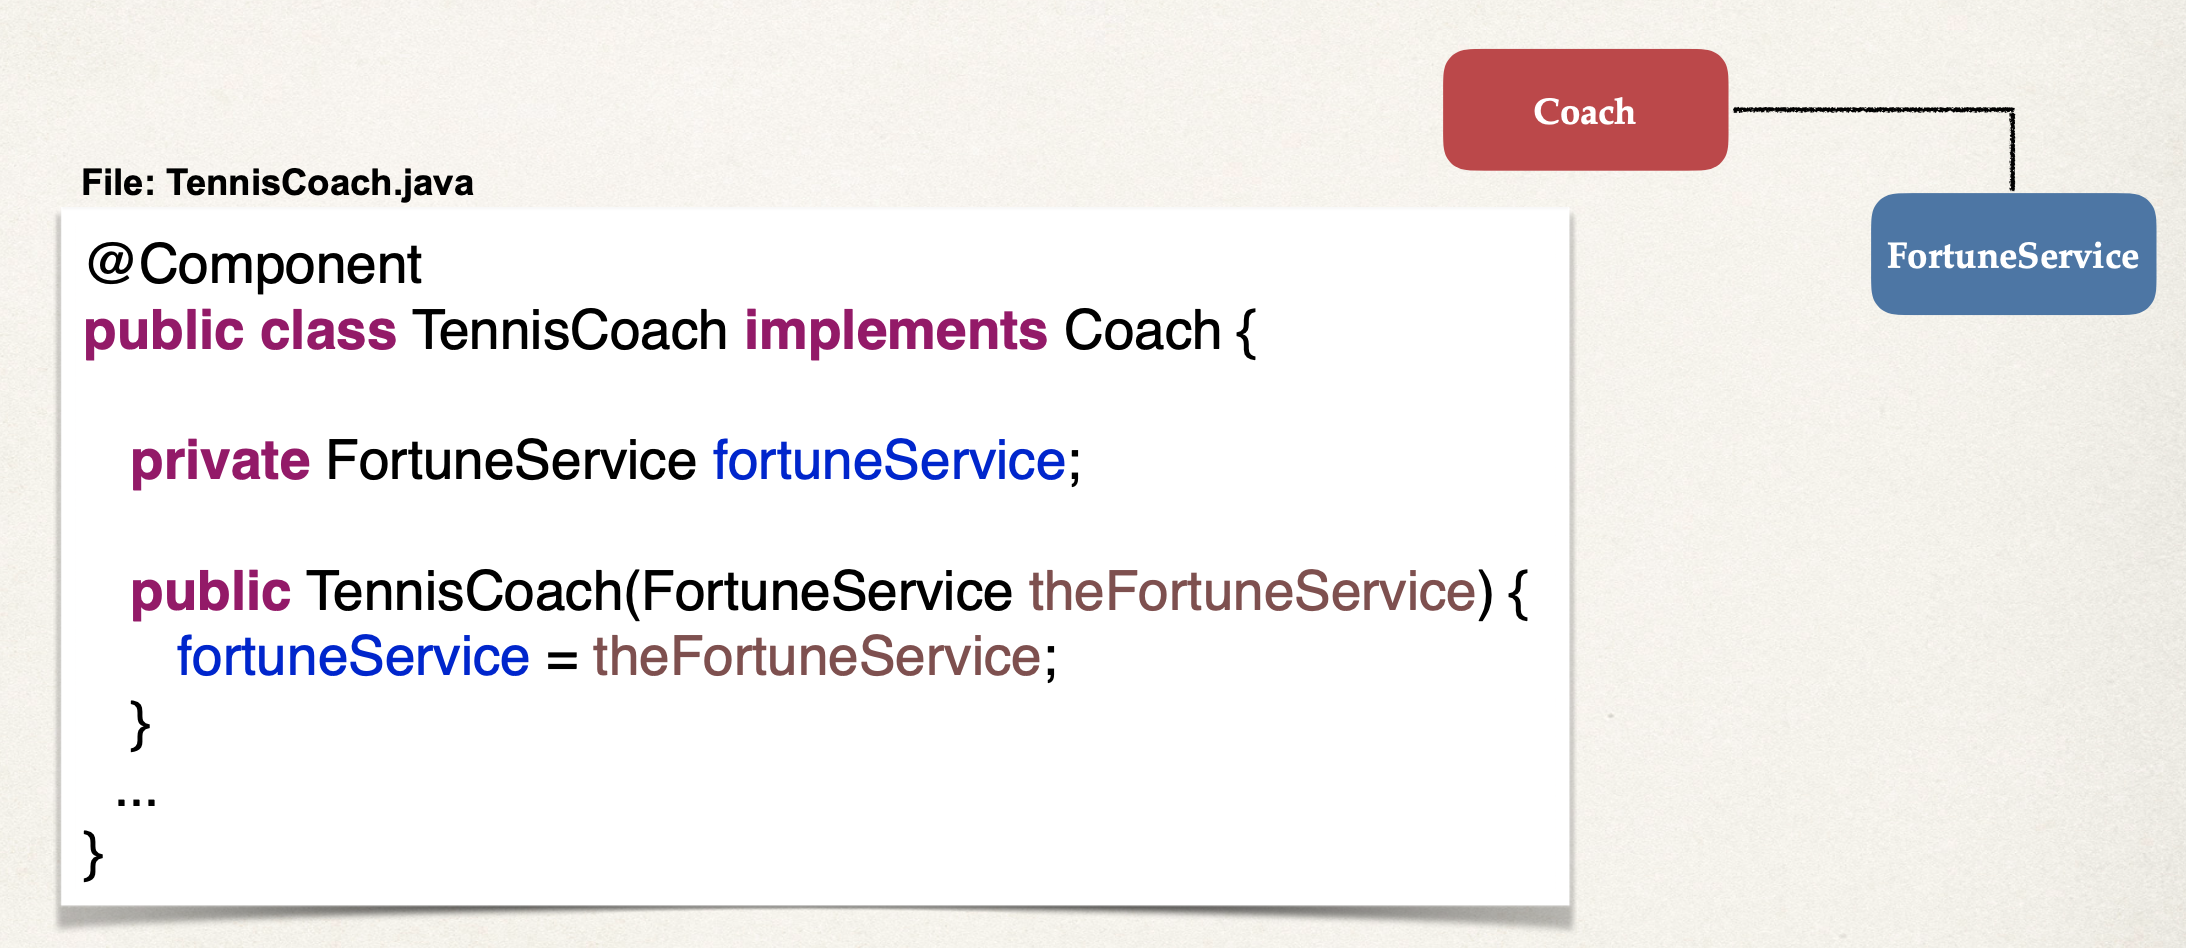 Coach
FortuneService
File: TennisCoach.java
@Component
public class TennisCoach implements Coach {
private FortuneService fortuneService;
public TennisCoach(FortuneService theFortuneService) {
fortuneService = theFortuneService;
}
...
}